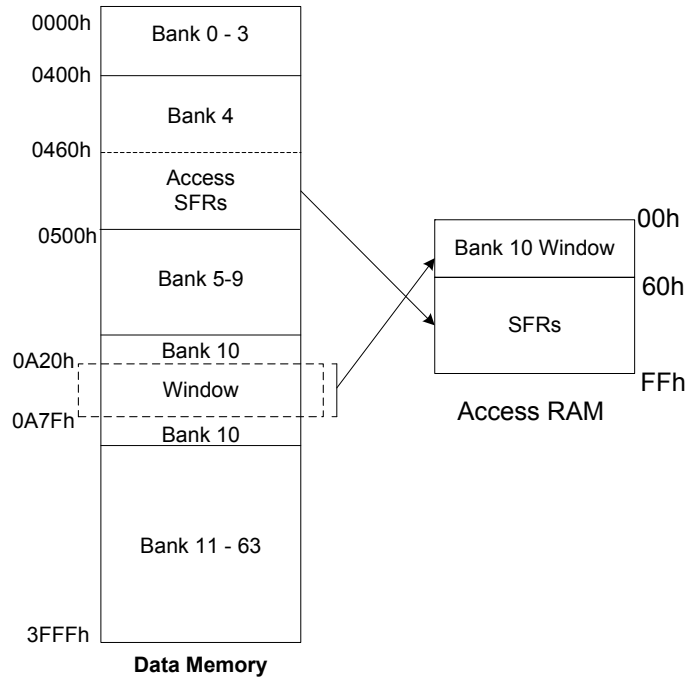 0000h
Bank 0 - 3
0400h
Bank 4
0460h
Access
SFRs
0500h
Bank 5-9
Bank 10
0A20h
Window
0A7Fh
Bank 10
Bank 11 - 63
3FFFh
Data Memory
00h
Bank 10 Window
60h
SFRs
FFh
Access RAM